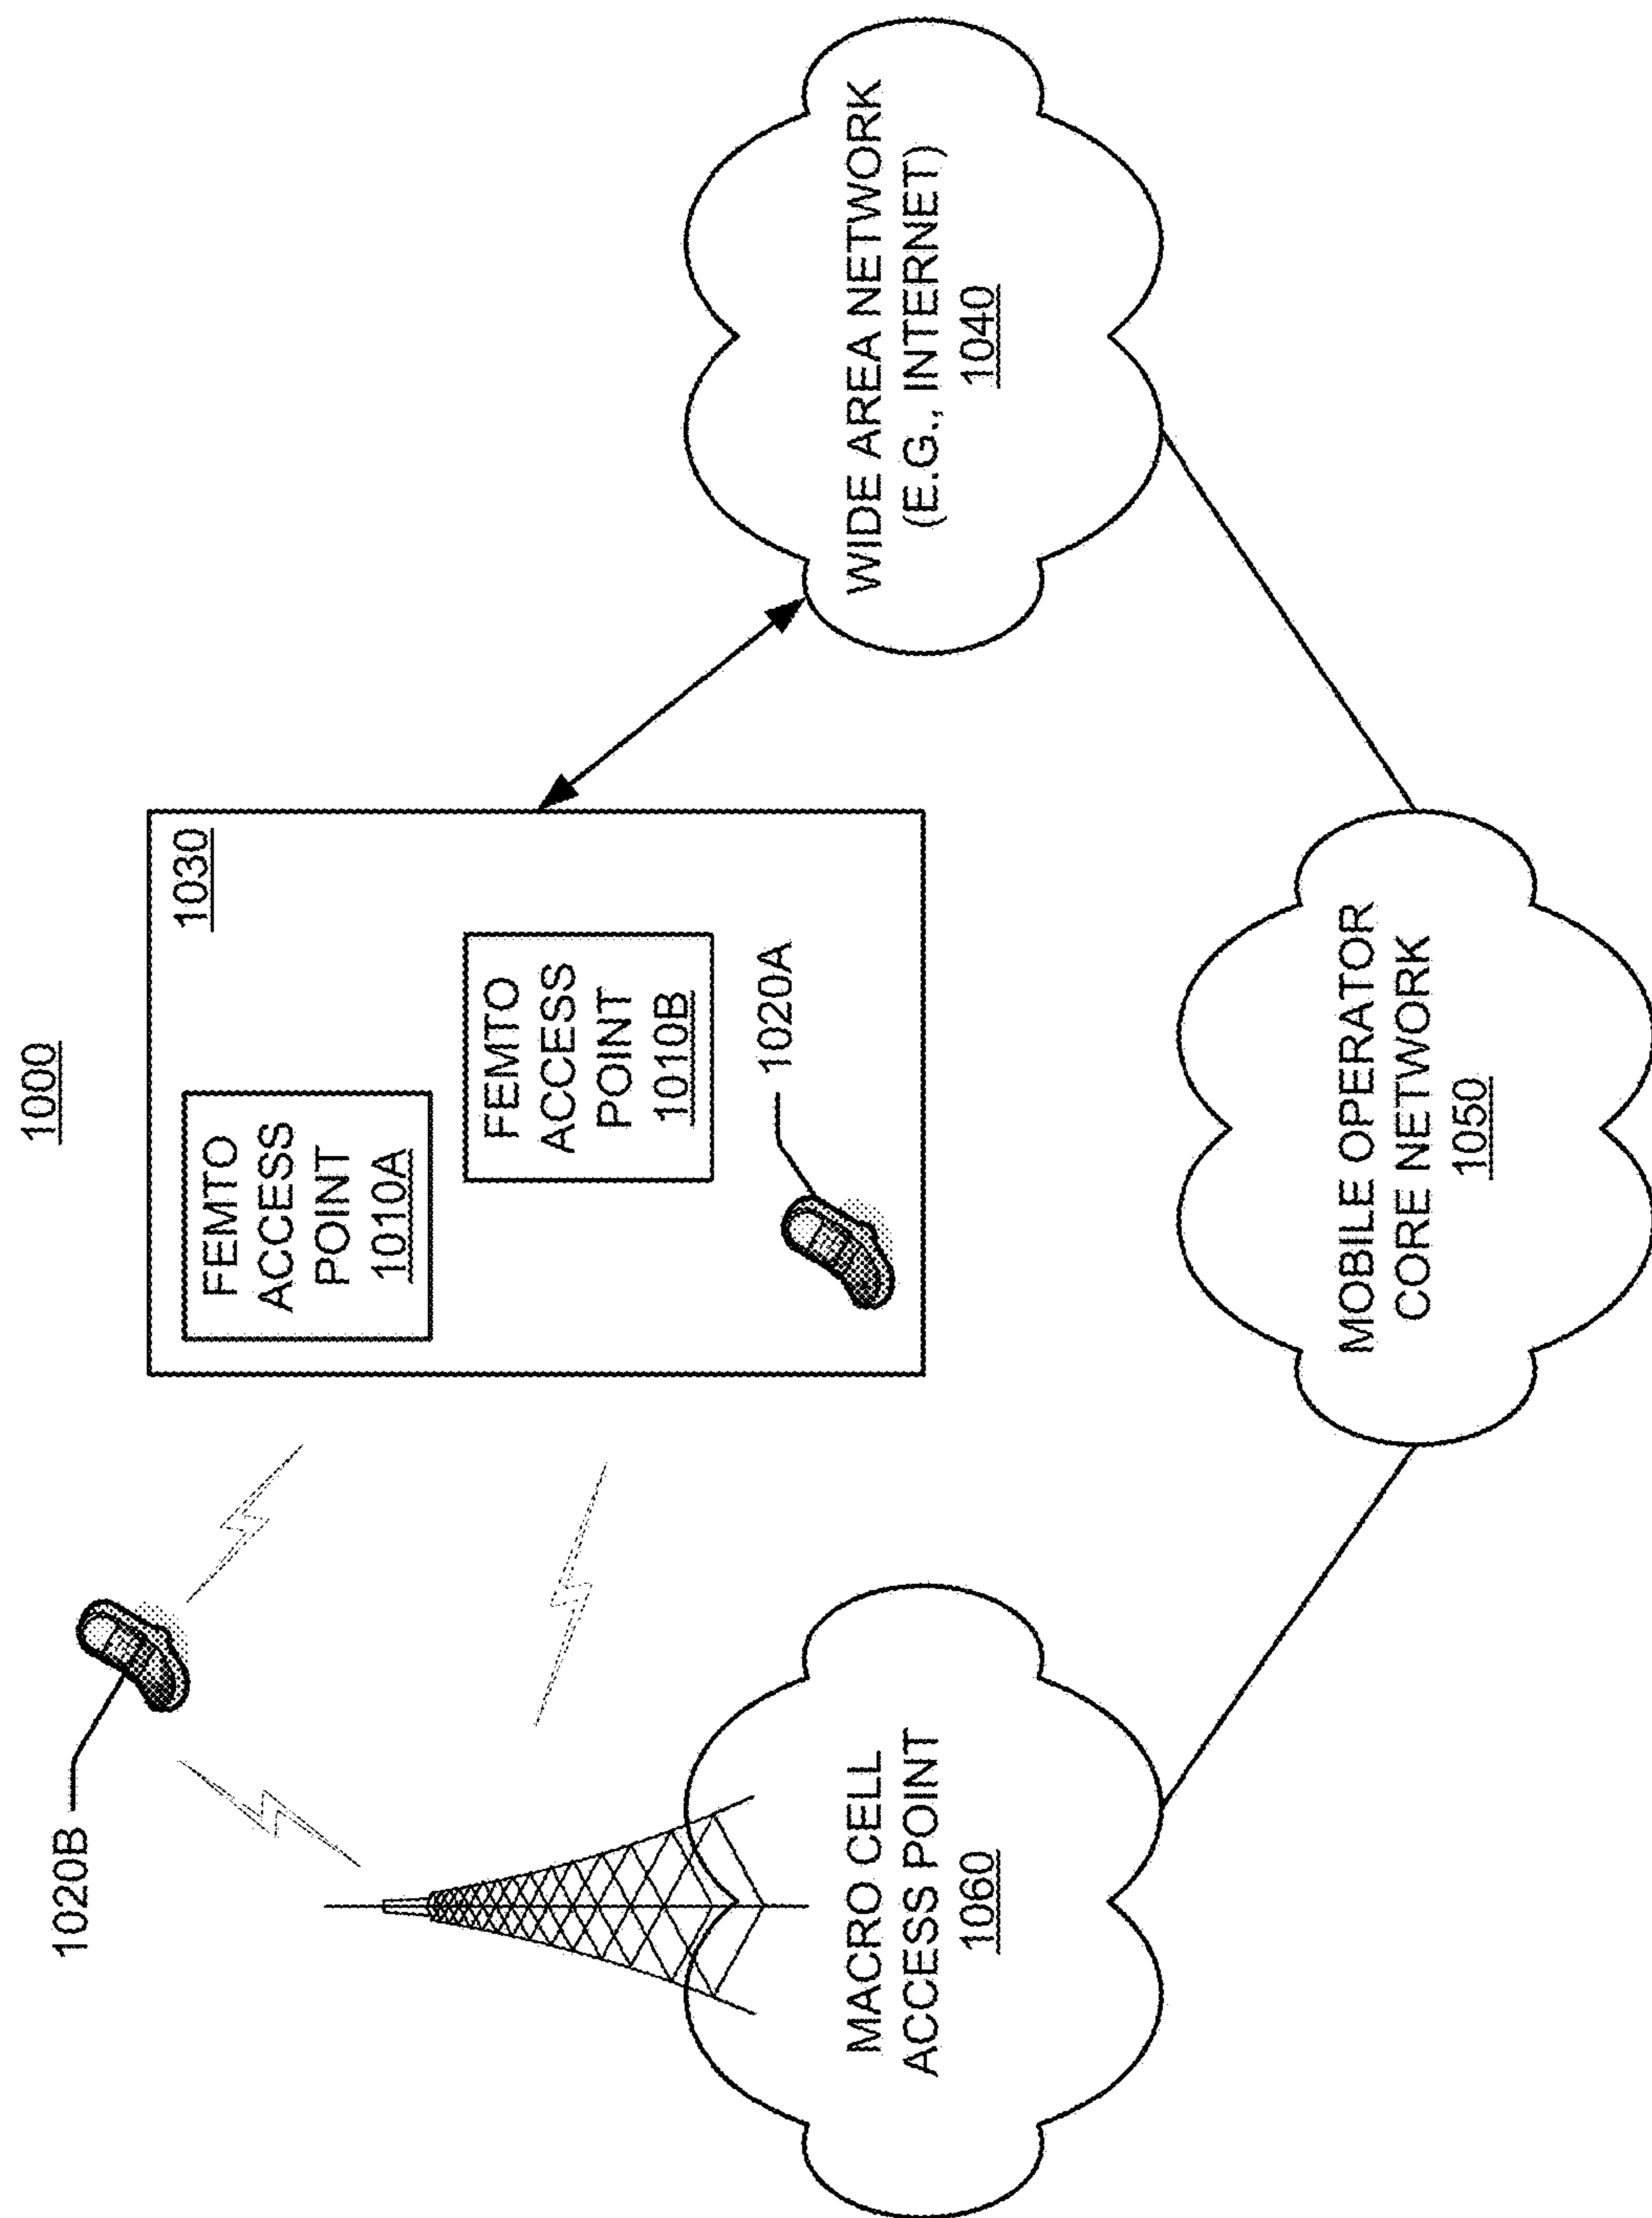 1000
1020B
1030
FEMTO
ACCESS
POINT
1010A
FEMTO
ACCESS
POINT
1010B
1020A
MACRO CELL
ACCESS POINT
1060
WIDE AREA NETWORK
(E.G., INTERNET)
1040
MOBILE OPERATOR
CORE NETWORK
1050